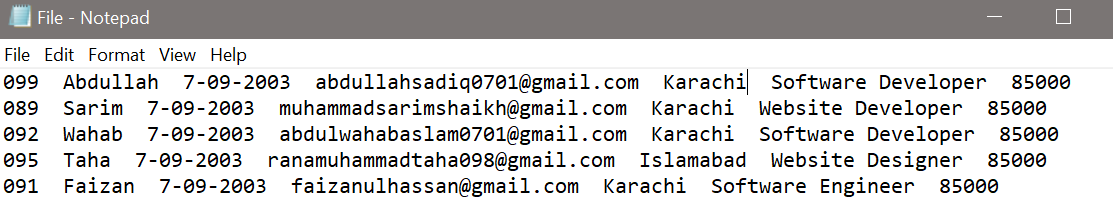 File - Notepad
File Edit Format View Help
099  Abdullah  7-09-2003  abdullahsadiq0701@gmail.com  Karachi  Software Developer  85000
089  Sarim  7-09-2003  muhammadsarimshaikh@gmail.com  Karachi  Website Developer  85000
092  Wahab  7-09-2003  abdulwahabaslam0701@gmail.com  Karachi  Software Developer  85000
095  Taha  7-09-2003  ranamuhammadtaha098@gmail.com  Islamabad  Website Designer  85000
091  Faizan  7-09-2003  faizanulhassan@gmail.com  Karachi  Software Engineer  85000